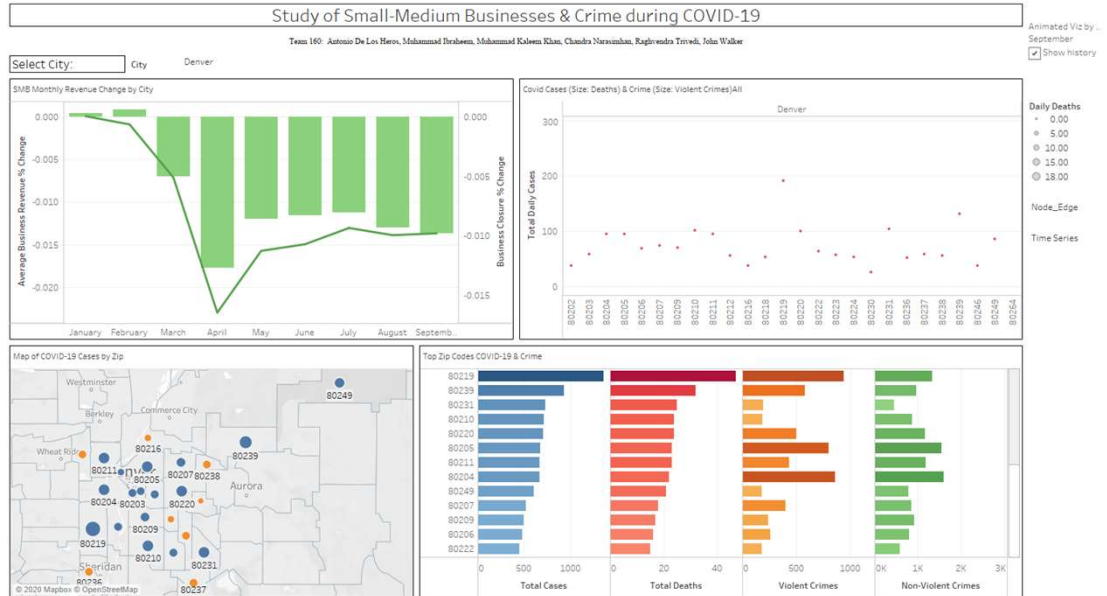 Study of Small-Medium Businesses & Crime during COVID-19
Team 160: Antonio De Los Heros, Muhammad Ibraheem, Muhammad Kaleem Khan, Chandra Narasimhan, Raghvendra Trivedi, John Walker
Animated Viz by ..
September
Show history
Select City:
City
Denver
SMB Monthly Revenue Change by City
Average Business Revenue % Change
0.000
-0.005
-0.010
-0.015
-0.020
0.000
-0.005
-0.010
-0.015
Business Closure % Change
January February March April May June July August Septemb..
Covid Cases (Size: Deaths) & Crime (Size: Violent Crimes)All
Denver
Total Daily Cases
300
200
100
0
80202 80203 80204 80205 80206 80207 80209 80210 80211 80212 80216 80218 80219 80220 80222 80223 80224 80230 80231 80236 80237 80238 80239 80246 80249 80264
Daily Deaths
0.00
5.00
10.00
15.00
18.00
Node_Edge
Time Series
Map of COVID-19 Cases by Zip
Westminster
80249
Berkley
Commerce City
80216
80239
Wheat Rid
80211
80205
80207 80238
Aurora
80204 80203
80220
80209
80219
80210
80231
Sheridan
80236
80237
© 2020 Mapbox © OpenStreetMap
Top Zip Codes COVID-19 & Crime
80219
80239
80231
80210
80220
80205
80211
80204
80249
80207
80209
80206
80222
0 500 1000
0 20 40
0 500 1000
0K 1K 2K 3K
Total Cases
Total Deaths
Violent Crimes
Non-Violent Crimes